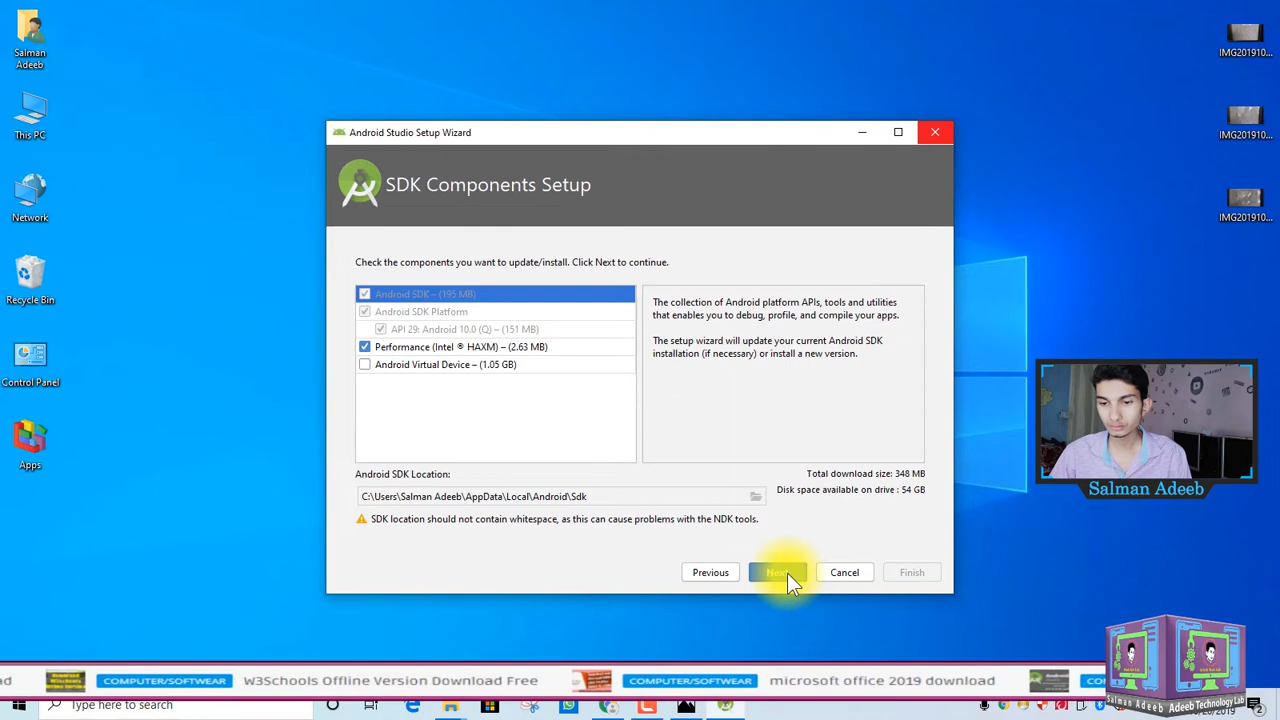 Salman
Adeeb
This PC
Network
Recycle Bin
Control Panel
Apps
IMG201910...
IMG201910...
IMG201910...
Android Studio Setup Wizard
SDK Components Setup
Check the components you want to update/install. Click Next to continue.
Android SDK – (195 MB)
Android SDK Platform
API 29: Android 10.0 (Q) – (151 MB)
Performance (Intel ® HAXM) – (2.63 MB)
Android Virtual Device – (1.05 GB)
The collection of Android platform APIs, tools and utilities
that enables you to debug, profile, and compile your apps.
The setup wizard will update your current Android SDK
installation (if necessary) or install a new version.
Android SDK Location:
Total download size: 348 MB
Disk space available on drive : 54 GB
C:\Users\Salman Adeeb\AppData\Local\Android\Sdk
SDK location should not contain whitespace, as this can cause problems with the NDK tools.
Previous
Next
Cancel
Finish
Salman Adeeb
ad
COMPUTER/SOFTWEAR
W3Schools Offline Version Download Free
COMPUTER/SOFTWEAR
microsoft office 2019 download
CO
Salman Adeeb
Adeeb Technology Lab
Type here to search
2